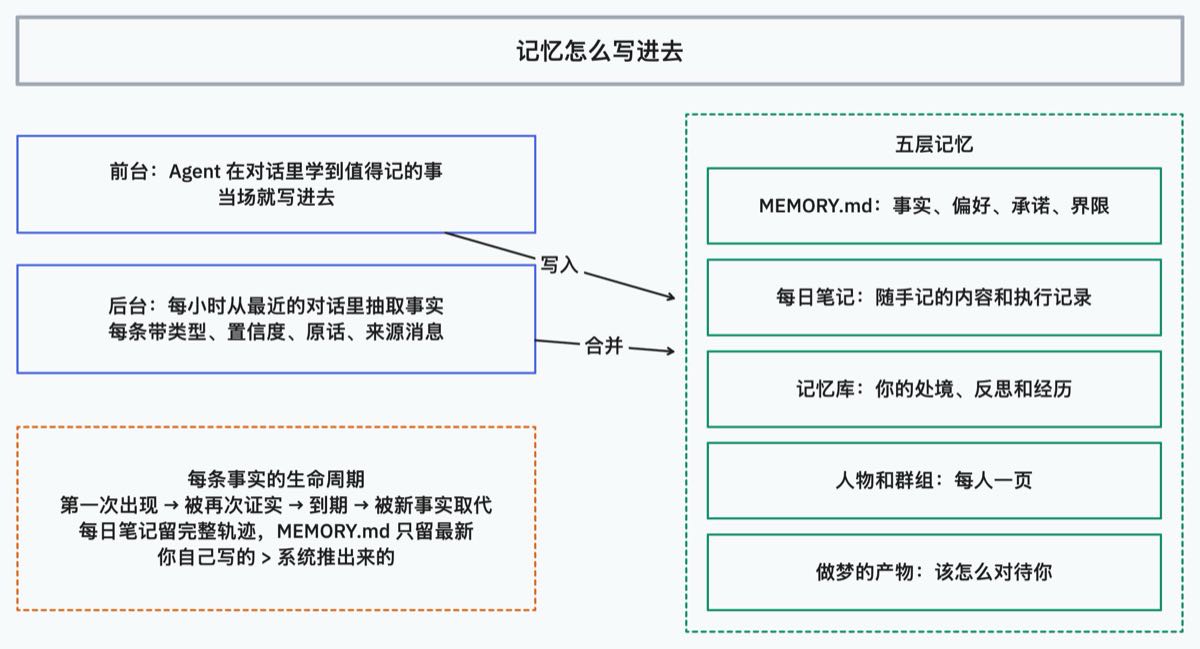 记忆怎么写进去
前台：Agent 在对话里学到值得记的事
当场就写进去
后台：每小时从最近的对话里抽取事实
每条带类型、置信度、原话、来源消息
写入
合并
每条事实的生命周期
第一次出现 → 被再次证实 → 到期 → 被新事实取代
每日笔记留完整轨迹，MEMORY.md 只留最新
你自己写的 > 系统推出来的
五层记忆
MEMORY.md：事实、偏好、承诺、界限
每日笔记：随手记的内容和执行记录
记忆库：你的处境、反思和经历
人物和群组：每人一页
做梦的产物：该怎么对待你